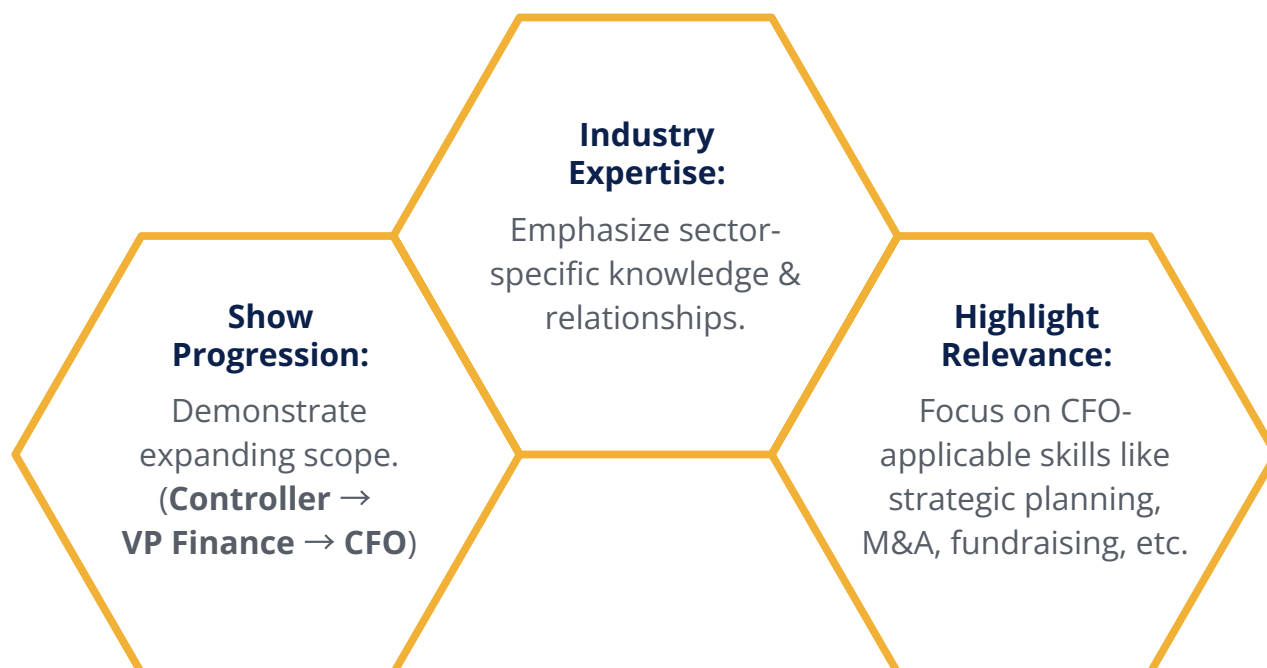 Industry
Expertise:
Emphasize sector-
specific knowledge &
relationships.
Show
Progression:
Demonstrate
expanding scope.
(Controller →
VP Finance → CFO)
Highlight
Relevance:
Focus on CFO-
applicable skills like
strategic planning,
M&A, fundraising, etc.